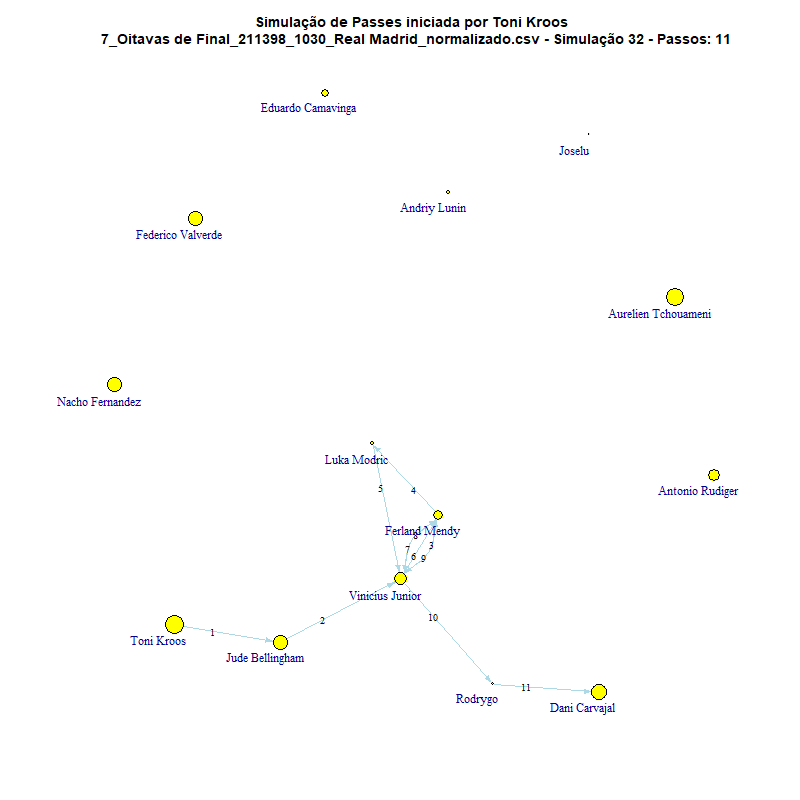 Simulação de Passes iniciada por Toni Kroos
7_Oitavas de Final_211398_1030_Real Madrid_normalizado.csv - Simulação 32 - Passos: 11
Eduardo Camavinga
Joselu
Andriy Lunin
Federico Valverde
Aurelien Tchouameni
Nacho Fernandez
Luka Modric
5
4
Antonio Rudiger
Ferland Mendy
8
3
7
6
9
Vinicius Junior
10
2
1
Toni Kroos
Jude Bellingham
11
Rodrygo
Dani Carvajal